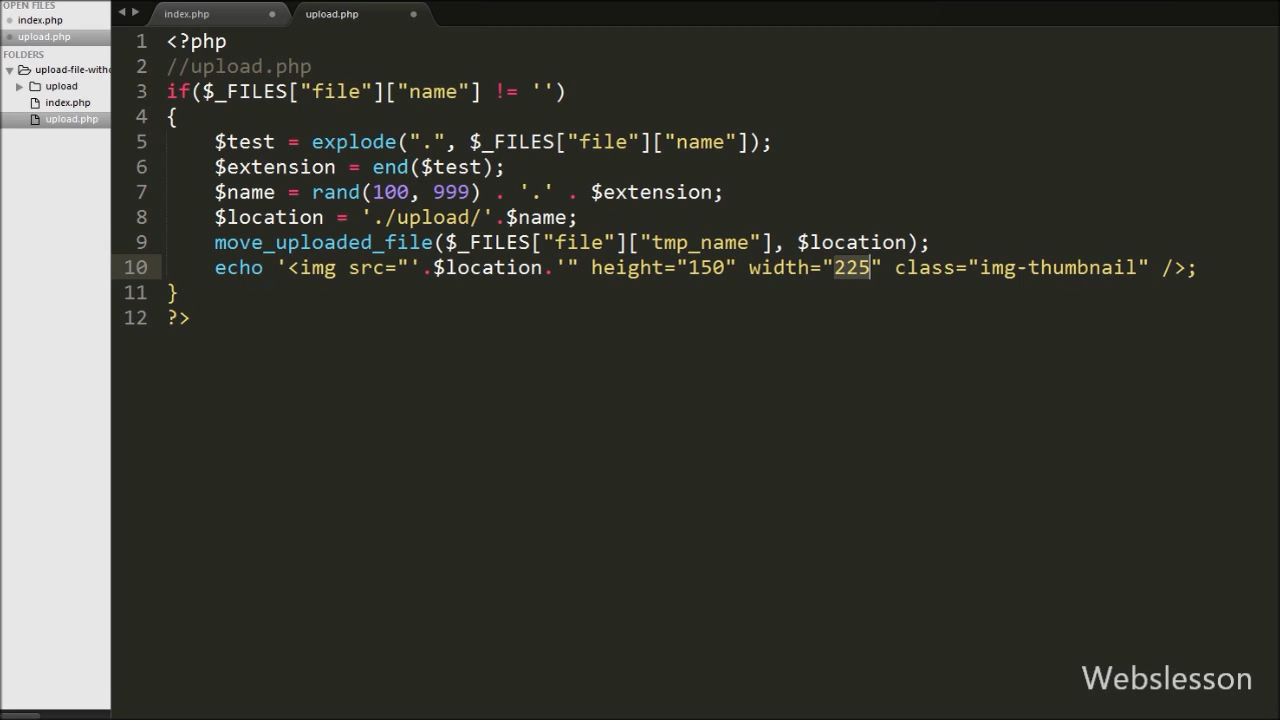 OPEN FILES
index.php
upload.php
FOLDERS
upload-file-with
upload
index.php
upload.php
index.php
upload.php
1 <?php
2 //upload.php
3 if($_FILES["file"]["name"] != '')
4 {
5 $test = explode(".", $_FILES["file"]["name"]);
6 $extension = end($test);
7 $name = rand(100, 999) . '.' . $extension;
8 $location = './upload/'.$name;
9 move_uploaded_file($_FILES["file"]["tmp_name"], $location);
10 echo '<img src="'.$location.'" height="150" width="225" class="img-thumbnail" />;
11 }
12 ?>
Webslesson